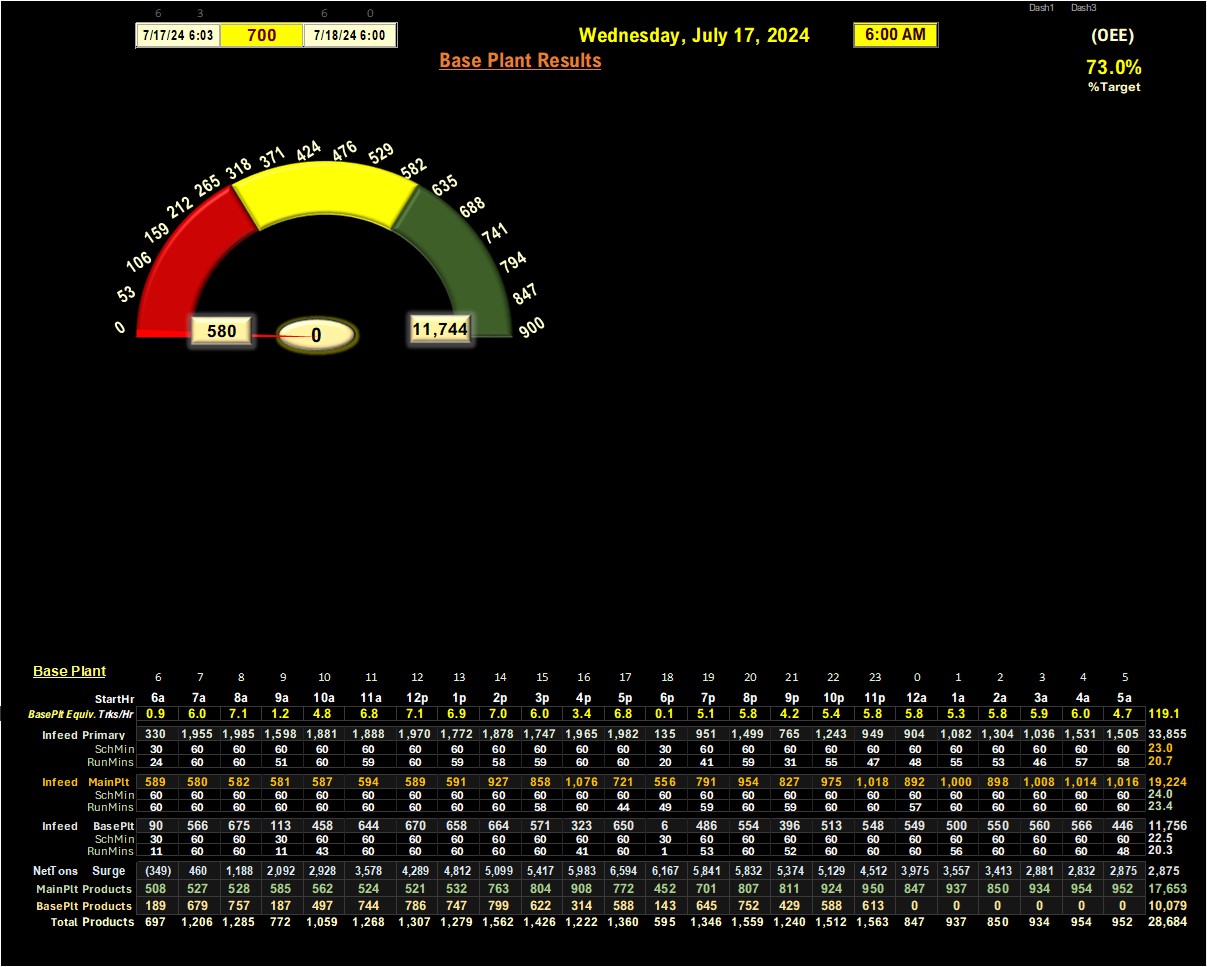 Dash1 Dash3
6 3 6 0
7/17/24 6:03 700 7/18/24 6:00 Wednesday, July 17, 2024 6:00 AM (OEE)
Base Plant Results 73.0%
%Target
0 53 106 159 212 265 318 371 424 476 529 582 635 688 741 794 847 900
580 0 11,744
Base Plant 6 7 8 9 10 11 12 13 14 15 16 17 18 19 20 21 22 23 0 1 2 3 4 5
StartHr 6a 7a 8a 9a 10a 11a 12p 1p 2p 3p 4p 5p 6p 7p 8p 9p 10p 11p 12a 1a 2a 3a 4a 5a
BasePlt Equiv. Trks/Hr 0.9 6.0 7.1 1.2 4.8 6.8 7.1 6.9 7.0 6.0 3.4 6.8 0.1 5.1 5.8 4.2 5.4 5.8 5.8 5.3 5.8 5.9 6.0 4.7 119.1
Infeed Primary 330 1,955 1,985 1,598 1,881 1,888 1,970 1,772 1,878 1,747 1,965 1,982 135 951 1,499 765 1,243 949 904 1,082 1,304 1,036 1,531 1,505 33,855
SchMin 30 60 60 60 60 60 60 60 60 60 60 60 30 60 60 60 60 60 60 60 60 60 60 60 23.0
RunMins 24 60 60 51 60 59 60 59 58 59 60 60 20 41 59 31 55 47 48 55 53 46 57 58 20.7
Infeed MainPlt 589 580 582 581 587 594 589 591 927 858 1,076 721 556 791 954 827 975 1,018 892 1,000 898 1,008 1,014 1,016 19,224
SchMin 60 60 60 60 60 60 60 60 60 60 60 60 60 60 60 60 60 60 60 60 60 60 60 60 24.0
RunMins 60 60 60 60 60 60 60 60 60 58 60 44 49 59 60 59 60 60 57 60 60 60 60 60 23.4
Infeed BasePlt 90 566 675 113 458 644 670 658 664 571 323 650 6 486 554 396 513 548 549 500 550 560 566 446 11,756
SchMin 30 60 60 30 60 60 60 60 60 60 60 60 30 60 60 60 60 60 60 60 60 60 60 60 22.5
RunMins 11 60 60 11 43 60 60 60 60 60 41 60 1 53 60 52 60 60 60 56 60 60 60 48 20.3
NetTons Surge (349) 460 1,188 2,092 2,928 3,578 4,289 4,812 5,099 5,417 5,983 6,594 6,167 5,841 5,832 5,374 5,129 4,512 3,975 3,557 3,413 2,881 2,832 2,875 2,875
MainPlt Products 508 527 528 585 562 524 521 532 763 804 908 772 452 701 807 811 924 950 847 937 850 934 954 952 17,653
BasePlt Products 189 679 757 187 497 744 786 747 799 622 314 588 143 645 752 429 588 613 0 0 0 0 0 0 10,079
Total Products 697 1,206 1,285 772 1,059 1,268 1,307 1,279 1,562 1,426 1,222 1,360 595 1,346 1,559 1,240 1,512 1,563 847 937 850 934 954 952 28,684